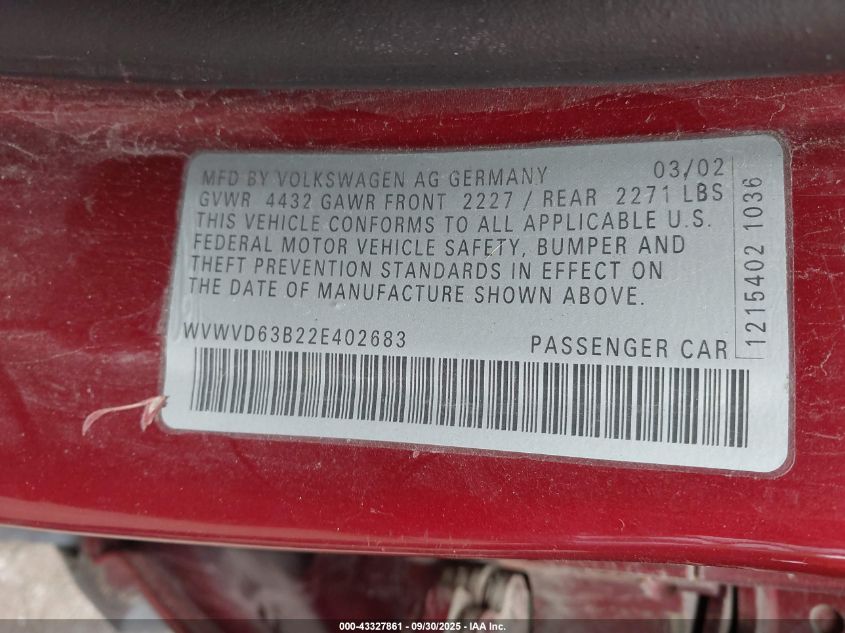 MFD BY VOLKSWAGEN AG GERMANY 03/02
GVWR 4432 GAWR FRONT 2227 / REAR 2271 LBS
THIS VEHICLE CONFORMS TO ALL APPLICABLE U.S.
FEDERAL MOTOR VEHICLE SAFETY, BUMPER AND
THEFT PREVENTION STANDARDS IN EFFECT ON
THE DATE OF MANUFACTURE SHOWN ABOVE.
WVWVD63B22E402683 PASSENGER CAR
1215402 1036
000-43327861 - 09/30/2025 - IAAI.COM